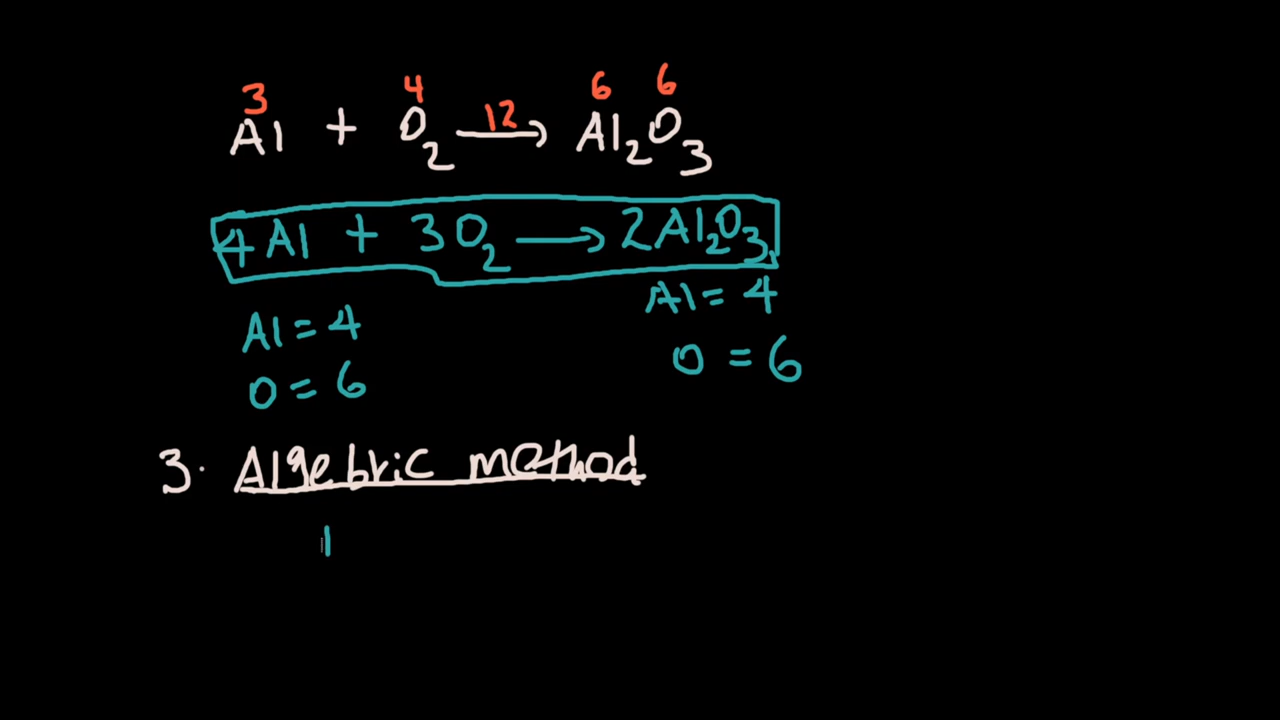 3 4 12 6 6
Al + O2 → Al2O3
4Al + 3O2 → 2Al2O3
Al = 4 Al = 4
O = 6 O = 6
3. Algebric method